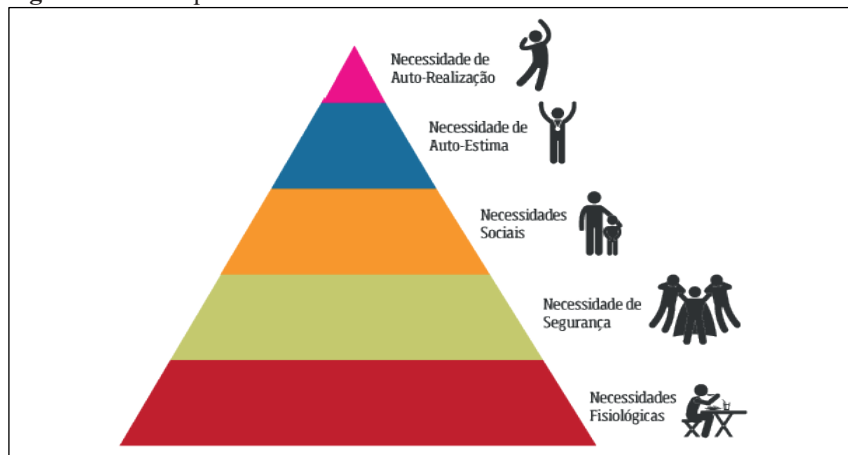 Necessidade de
Auto-Realização
Necessidade de
Auto-Estima
Necessidades
Sociais
Necessidade de
Segurança
Necessidades
Fisiológicas